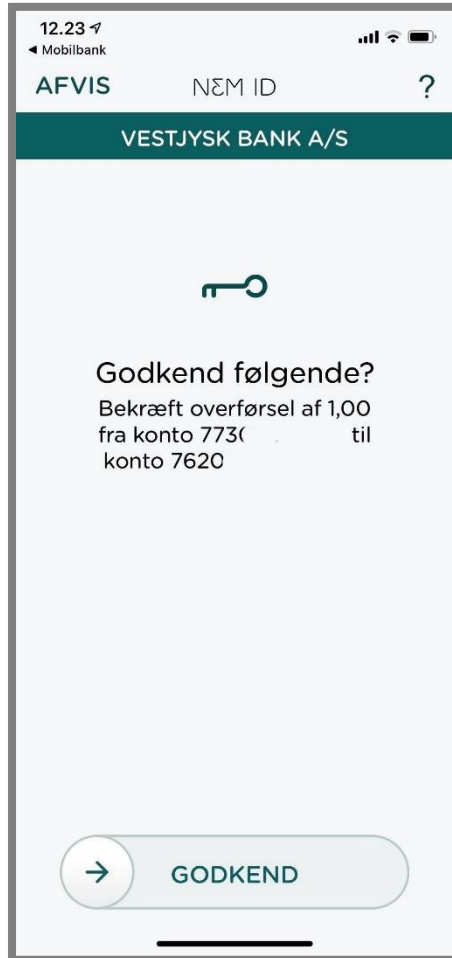 12.23
◀ Mobilbank
AFVIS NEM ID ?
VESTJYSK BANK A/S
Godkend følgende?
Bekræft overførsel af 1,00
fra konto 773 til
konto 7620
GODKEND